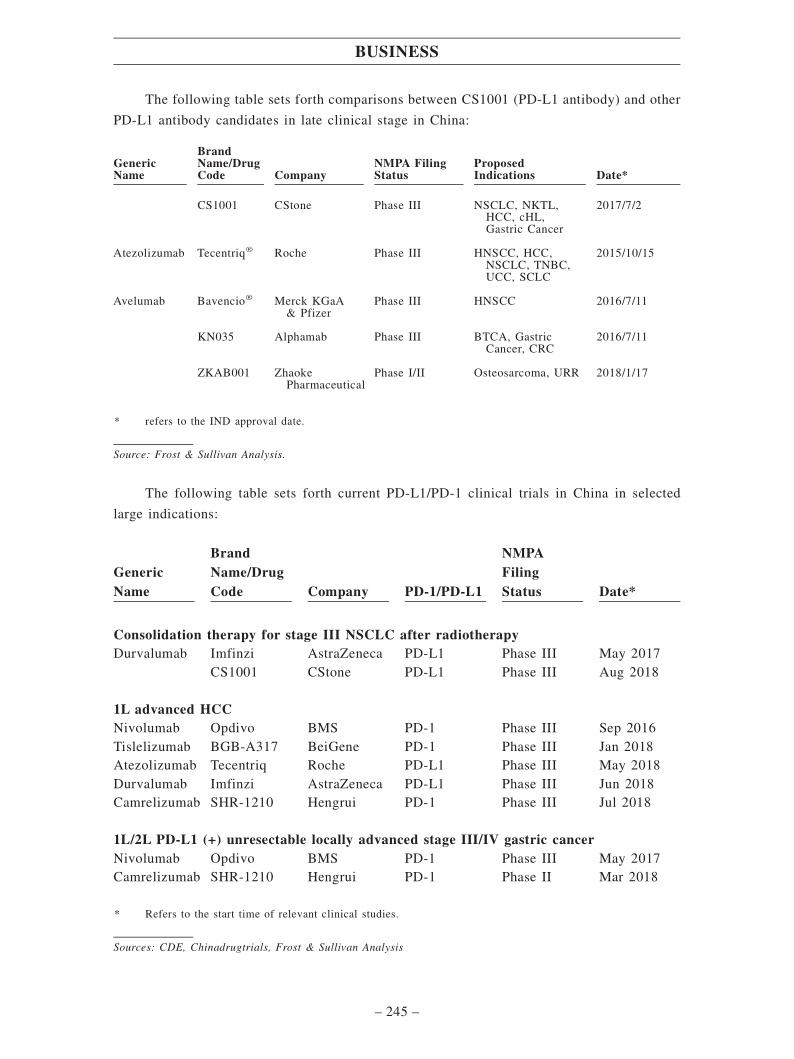 BUSINESS
The following table sets forth comparisons between CS1001 (PD-L1 antibody) and other
PD-L1 antibody candidates in late clinical stage in China:
Generic Name	Brand Name/Drug Code	Company	NMPA Filing Status	Proposed Indications	Date*
CS1001	CStone	Phase III	NSCLC, NKTL,	2017/7/2
HCC, cHL,
Gastric Cancer
Atezolizumab	Tecentriq®	Roche	Phase III	HNSCC, HCC,	2015/10/15
NSCLC, TNBC,
UCC, SCLC
Avelumab	Bavencio®	Merck KGaA	Phase III	HNSCC	2016/7/11
& Pfizer
KN035	Alphamab	Phase III	BTCA, Gastric	2016/7/11
Cancer, CRC
ZKAB001	Zhaoke	Phase I/II	Osteosarcoma, URR	2018/1/17
Pharmaceutical
* refers to the IND approval date.
Source: Frost & Sullivan Analysis.
The following table sets forth current PD-L1/PD-1 clinical trials in China in selected
large indications:
Generic Name	Brand Name/Drug Code	Company	PD-1/PD-L1	NMPA Filing Status	Date*
Consolidation therapy for stage III NSCLC after radiotherapy
Durvalumab	Imfinzi	AstraZeneca	PD-L1	Phase III	May 2017
CS1001	CStone	PD-L1	Phase III	Aug 2018
1L advanced HCC
Nivolumab	Opdivo	BMS	PD-1	Phase III	Sep 2016
Tislelizumab	BGB-A317	BeiGene	PD-1	Phase III	Jan 2018
Atezolizumab	Tecentriq	Roche	PD-L1	Phase III	May 2018
Durvalumab	Imfinzi	AstraZeneca	PD-L1	Phase III	Jun 2018
Camrelizumab	SHR-1210	Hengrui	PD-1	Phase III	Jul 2018
1L/2L PD-L1 (+) unresectable locally advanced stage III/IV gastric cancer
Nivolumab	Opdivo	BMS	PD-1	Phase III	May 2017
Camrelizumab	SHR-1210	Hengrui	PD-1	Phase II	Mar 2018
* Refers to the start time of relevant clinical studies.
Sources: CDE, Chinadrugtrials, Frost & Sullivan Analysis
– 245 –